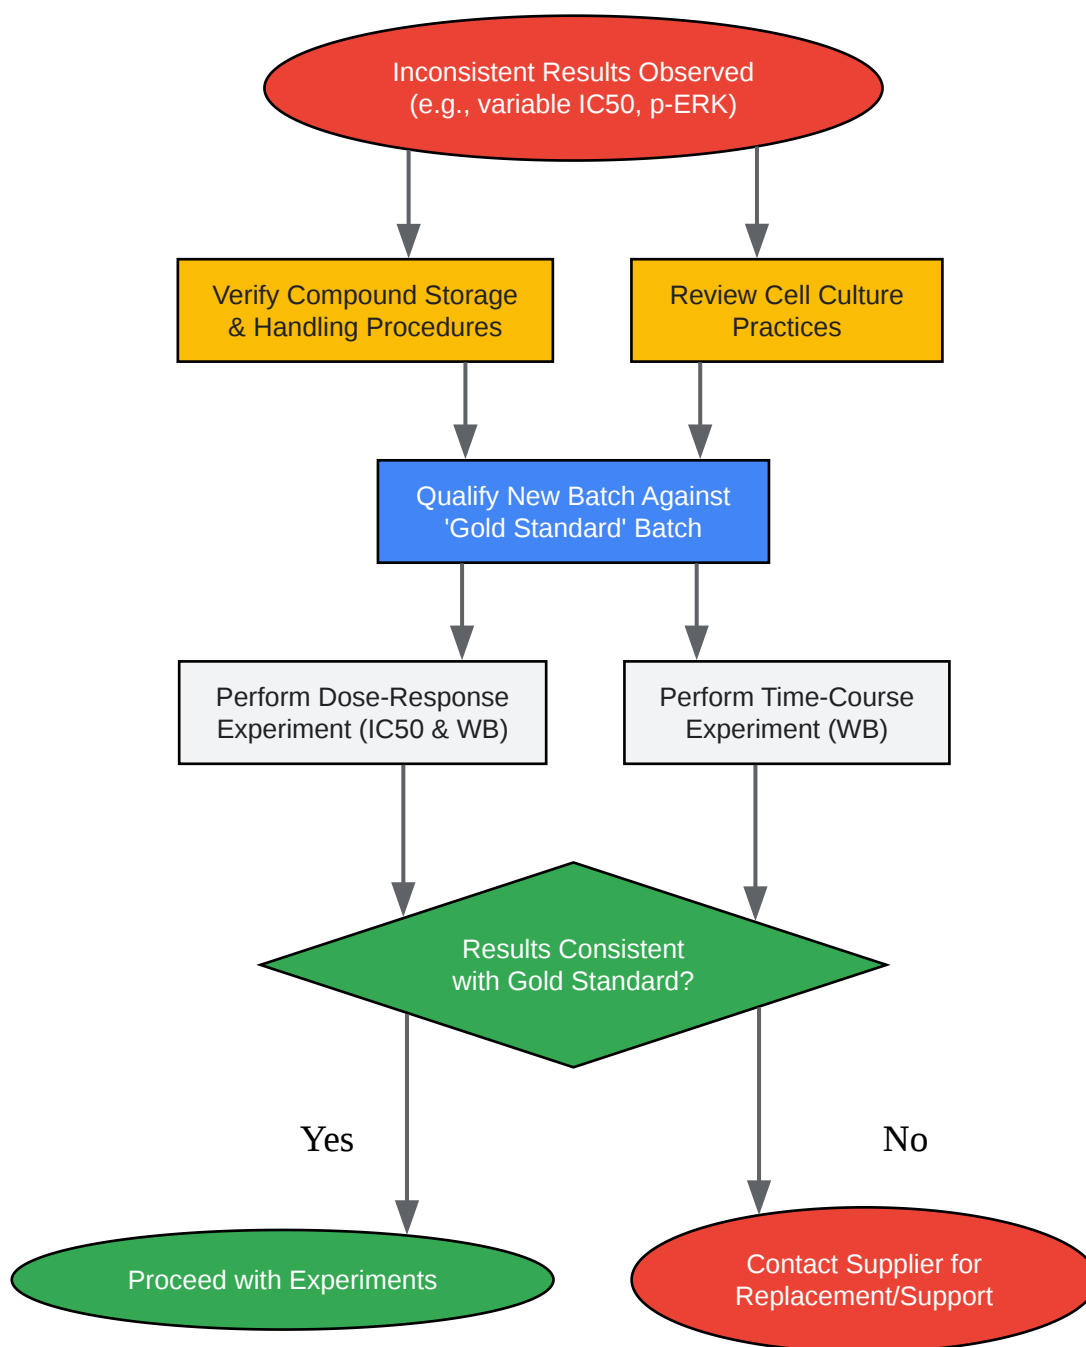 Inconsistent Results Observed
(e.g., variable IC50, p-ERK)
Verify Compound Storage
& Handling Procedures
Review Cell Culture
Practices
Qualify New Batch Against
'Gold Standard' Batch
Perform Dose-Response
Experiment (IC50 & WB)
Perform Time-Course
Experiment (WB)
Results Consistent
with Gold Standard?
Yes
No
Proceed with Experiments
Contact Supplier for
Replacement/Support